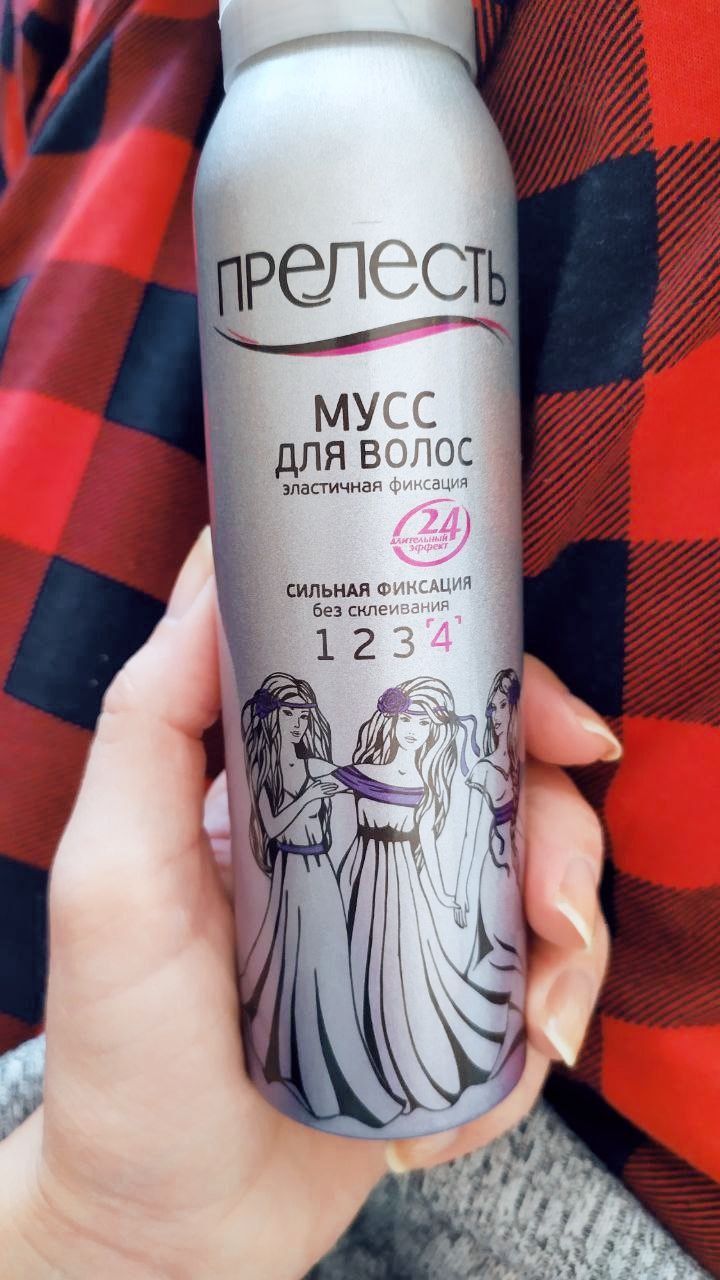 ПРЕЛЕСТЬ
МУСС
ДЛЯ ВОЛОС
эластичная фиксация
24
длительный
эффект
СИЛЬНАЯ ФИКСАЦИЯ
без склеивания
1 2 3 4